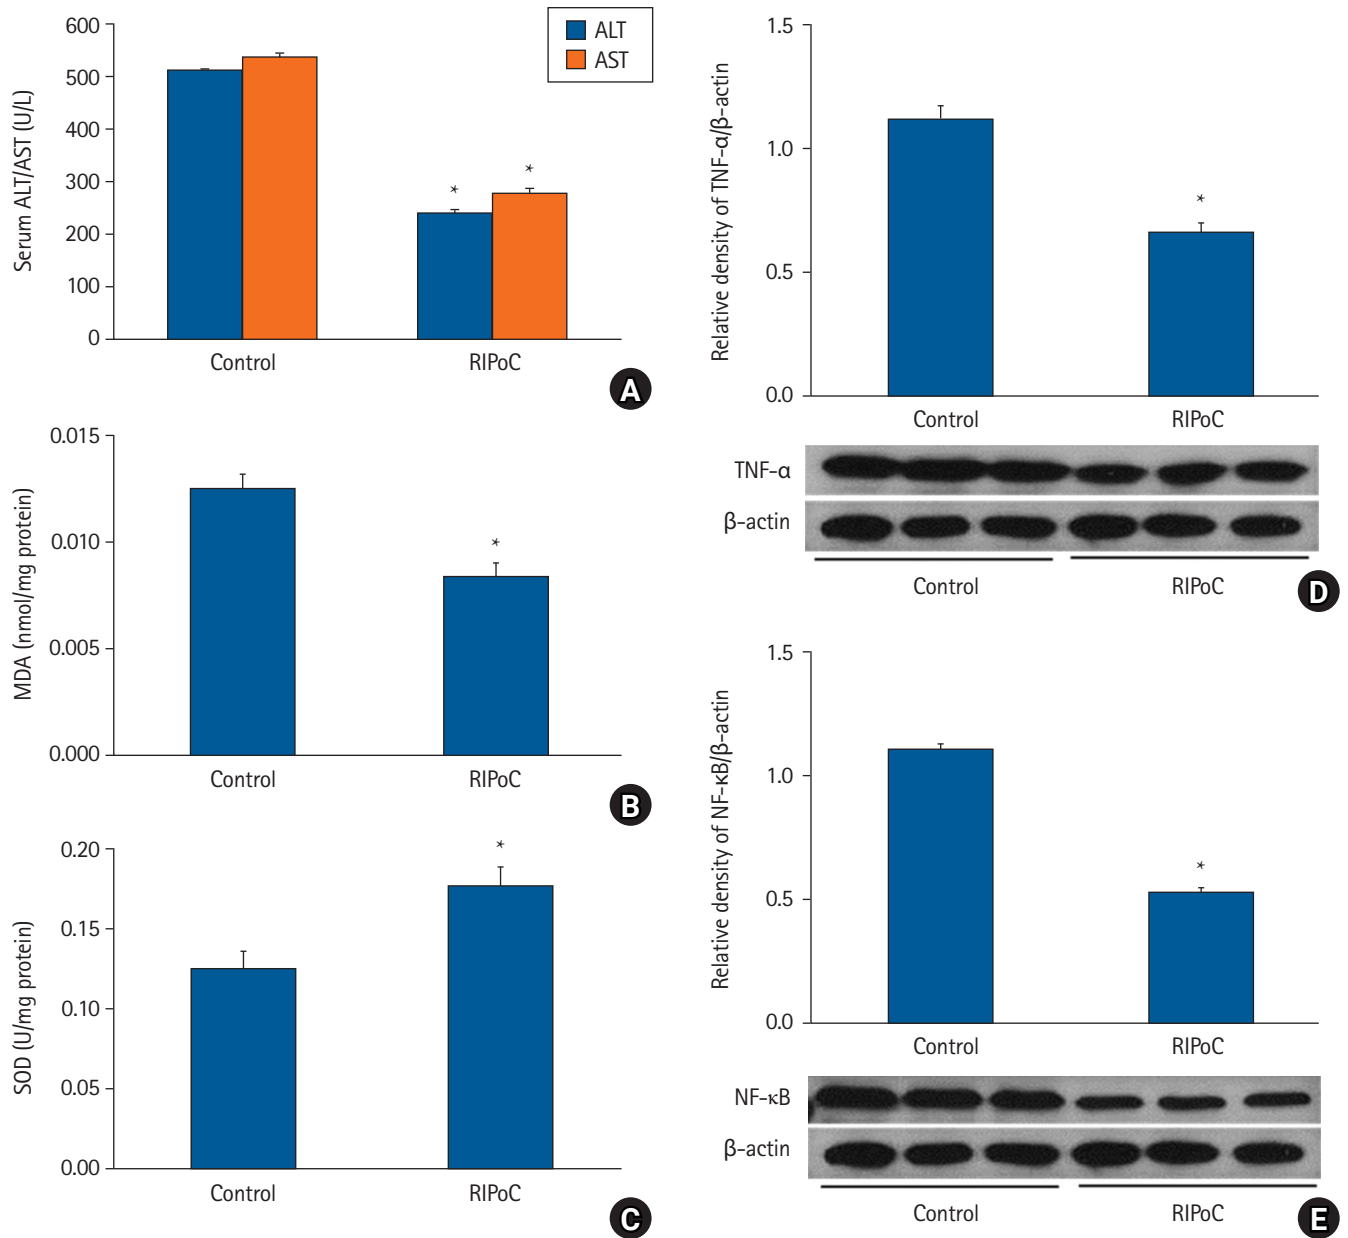 600
500
400
300
200
100
0
Serum ALT/AST (U/L)
ALT
AST
*
*
Control
RIPoC
A
0.015
0.010
0.005
0.000
MDA (nmol/mg protein)
*
Control
RIPoC
B
0.20
0.15
0.10
0.05
0.00
SOD (U/mg protein)
*
Control
RIPoC
C
1.5
1.0
0.5
0.0
Relative density of TNF-α/β-actin
*
Control
RIPoC
TNF-α
β-actin
Control
RIPoC
D
1.5
1.0
0.5
0.0
Relative density of NF-κB/β-actin
*
Control
RIPoC
NF-κB
β-actin
Control
RIPoC
E